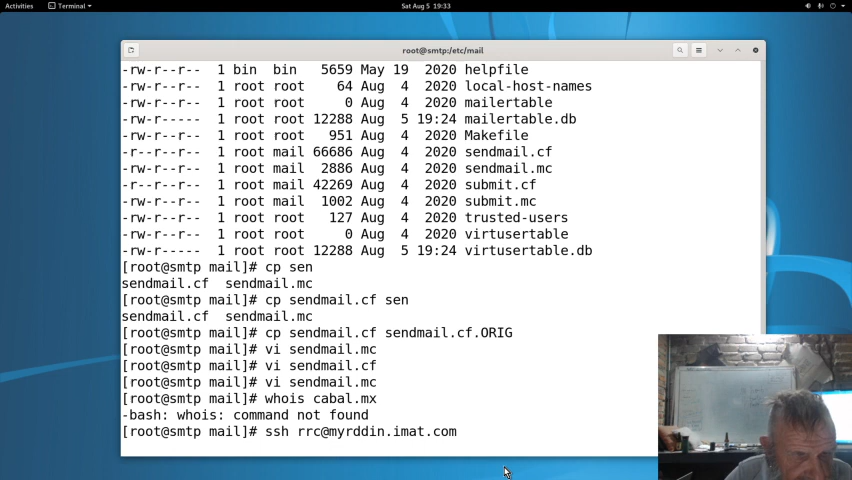 Activities Terminal Sat Aug 5 19:33
root@smtp:/etc/mail
-rw-r--r-- 1 bin bin 5659 May 19 2020 helpfile
-rw-r--r-- 1 root root 64 Aug 4 2020 local-host-names
-rw-r--r-- 1 root root 0 Aug 4 2020 mailertable
-rw-r----- 1 root root 12288 Aug 5 19:24 mailertable.db
-rw-r--r-- 1 root root 951 Aug 4 2020 Makefile
-r--r--r-- 1 root mail 66686 Aug 4 2020 sendmail.cf
-rw-r--r-- 1 root mail 2886 Aug 4 2020 sendmail.mc
-r--r--r-- 1 root mail 42269 Aug 4 2020 submit.cf
-rw-r--r-- 1 root mail 1002 Aug 4 2020 submit.mc
-rw-r--r-- 1 root root 127 Aug 4 2020 trusted-users
-rw-r--r-- 1 root root 0 Aug 4 2020 virtusertable
-rw-r----- 1 root root 12288 Aug 5 19:24 virtusertable.db
[root@smtp mail]# cp sen
sendmail.cf sendmail.mc
[root@smtp mail]# cp sendmail.cf sen
sendmail.cf sendmail.mc
[root@smtp mail]# cp sendmail.cf sendmail.cf.ORIG
[root@smtp mail]# vi sendmail.mc
[root@smtp mail]# vi sendmail.cf
[root@smtp mail]# vi sendmail.mc
[root@smtp mail]# whois cabal.mx
-bash: whois: command not found
[root@smtp mail]# ssh rrc@myrddin.imat.com